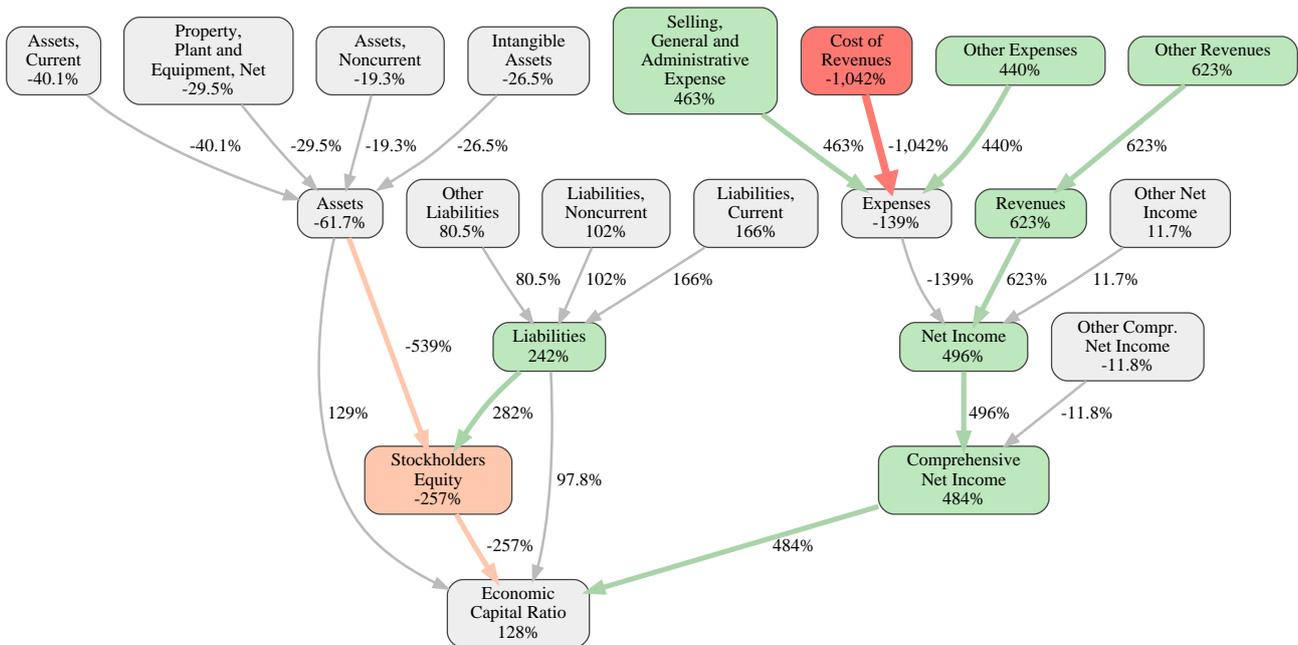 Assets,
Current
-40.1%
Property,
Plant and
Equipment, Net
-29.5%
Assets,
Noncurrent
-19.3%
Intangible
Assets
-26.5%
Selling,
General and
Administrative
Expense
463%
Cost of
Revenues
-1,042%
Other Expenses
440%
Other Revenues
623%
-40.1%
-29.5%
-19.3%
-26.5%
463%
-1,042%
440%
623%
Assets
-61.7%
Other
Liabilities
80.5%
Liabilities,
Noncurrent
102%
Liabilities,
Current
166%
Expenses
-139%
Revenues
623%
Other Net
Income
11.7%
80.5%
102%
166%
-139%
623%
11.7%
-539%
Liabilities
242%
Net Income
496%
Other Compr.
Net Income
-11.8%
129%
282%
496%
-11.8%
Stockholders
Equity
-257%
97.8%
Comprehensive
Net Income
484%
-257%
484%
Economic
Capital Ratio
128%